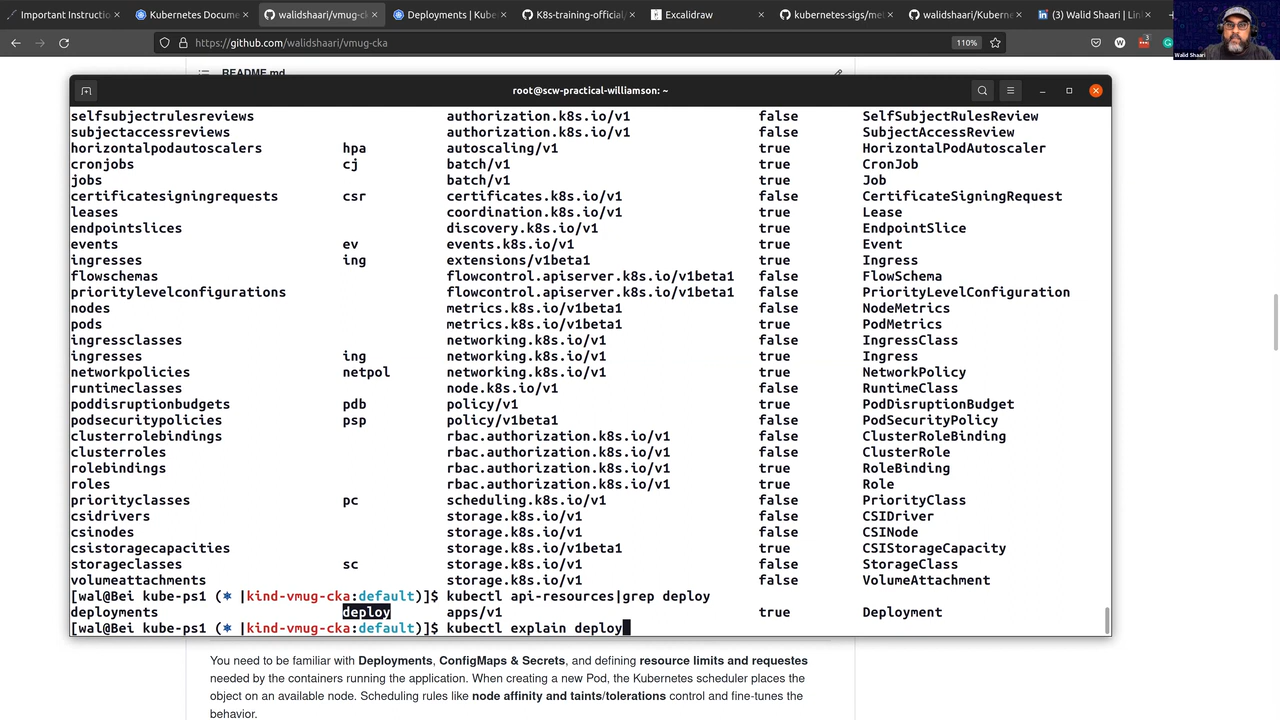 Important Instructio
Kubernetes Docume
walidshaari/vmug-ck
Deployments | Kube
K8s-training-official/
Excalidraw
kubernetes-sigs/me
walidshaari/Kuberne
(3) Walid Shaari | Lin
https://github.com/walidshaari/vmug-cka
110%
Walid Shaari
README.md
root@scw-practical-williamson: ~
selfsubjectrulesreviews authorization.k8s.io/v1 false SelfSubjectRulesReview
subjectaccessreviews authorization.k8s.io/v1 false SubjectAccessReview
horizontalpodautoscalers hpa autoscaling/v1 true HorizontalPodAutoscaler
cronjobs cj batch/v1 true CronJob
jobs batch/v1 true Job
certificatesigningrequests csr certificates.k8s.io/v1 false CertificateSigningRequest
leases coordination.k8s.io/v1 true Lease
endpointslices discovery.k8s.io/v1 true EndpointSlice
events ev events.k8s.io/v1 true Event
ingresses ing extensions/v1beta1 true Ingress
flowschemas flowcontrol.apiserver.k8s.io/v1beta1 false FlowSchema
prioritylevelconfigurations flowcontrol.apiserver.k8s.io/v1beta1 false PriorityLevelConfiguration
nodes metrics.k8s.io/v1beta1 false NodeMetrics
pods metrics.k8s.io/v1beta1 true PodMetrics
ingressclasses networking.k8s.io/v1 false IngressClass
ingresses ing networking.k8s.io/v1 true Ingress
networkpolicies netpol networking.k8s.io/v1 true NetworkPolicy
runtimeclasses node.k8s.io/v1 false RuntimeClass
poddisruptionbudgets pdb policy/v1 true PodDisruptionBudget
podsecuritypolicies psp policy/v1beta1 false PodSecurityPolicy
clusterrolebindings rbac.authorization.k8s.io/v1 false ClusterRoleBinding
clusterroles rbac.authorization.k8s.io/v1 false ClusterRole
rolebindings rbac.authorization.k8s.io/v1 true RoleBinding
roles rbac.authorization.k8s.io/v1 true Role
priorityclasses pc scheduling.k8s.io/v1 false PriorityClass
csidrivers storage.k8s.io/v1 false CSIDriver
csinodes storage.k8s.io/v1 false CSINode
csistoragecapacities storage.k8s.io/v1beta1 true CSIStorageCapacity
storageclasses sc storage.k8s.io/v1 false StorageClass
volumeattachments storage.k8s.io/v1 false VolumeAttachment
[wal@Bei kube-ps1 (⎈ |kind-vmug-cka:default)]$ kubectl api-resources|grep deploy
deployments deploy apps/v1 true Deployment
[wal@Bei kube-ps1 (⎈ |kind-vmug-cka:default)]$ kubectl explain deploy
You need to be familiar with Deployments, ConfigMaps & Secrets, and defining resource limits and requestes
needed by the containers running the application. When creating a new Pod, the Kubernetes scheduler places the
object on an available node. Scheduling rules like node affinity and taints/tolerations control and fine-tunes the
behavior.